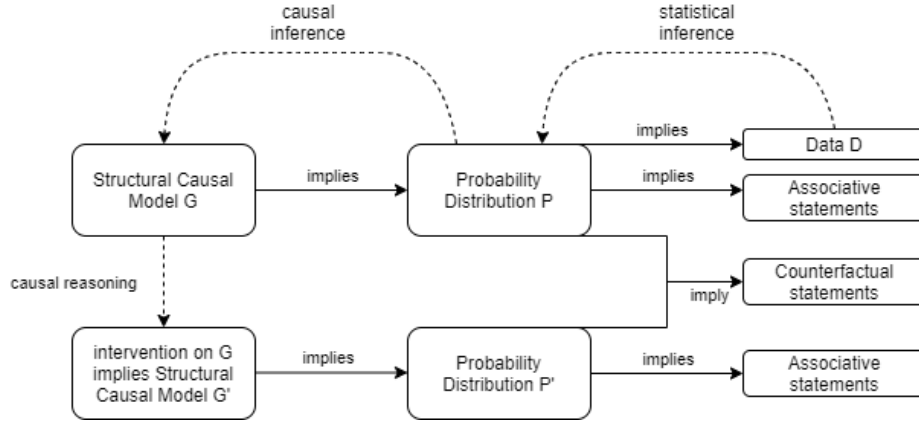 causal
inference
statistical
inference
implies
Data D
Structural Causal
Model G
implies
Probability
Distribution P
implies
Associative
statements
causal reasoning
imply
Counterfactual
statements
intervention on G
implies Structural
Causal Model G'
implies
Probability
Distribution P'
implies
Associative
statements